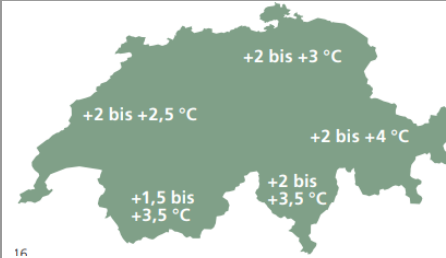 +2 bis +3 °C
+2 bis +2,5 °C
+2 bis +4 °C
+1,5 bis
+3,5 °C
+2 bis
+3,5 °C
16